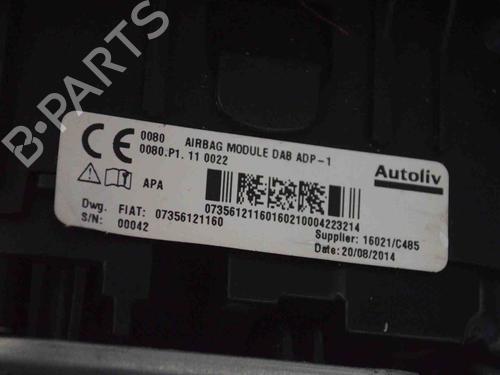 B-PARTS
CE 0080 AIRBAG MODULE DAB ADP-1
0080.P1. 11 0022
Autoliv
APA
Dwg. FIAT: 07356121160
S/N: 00042
07356121160160210004223214
Supplier: 16021/C485
Date: 20/08/2014